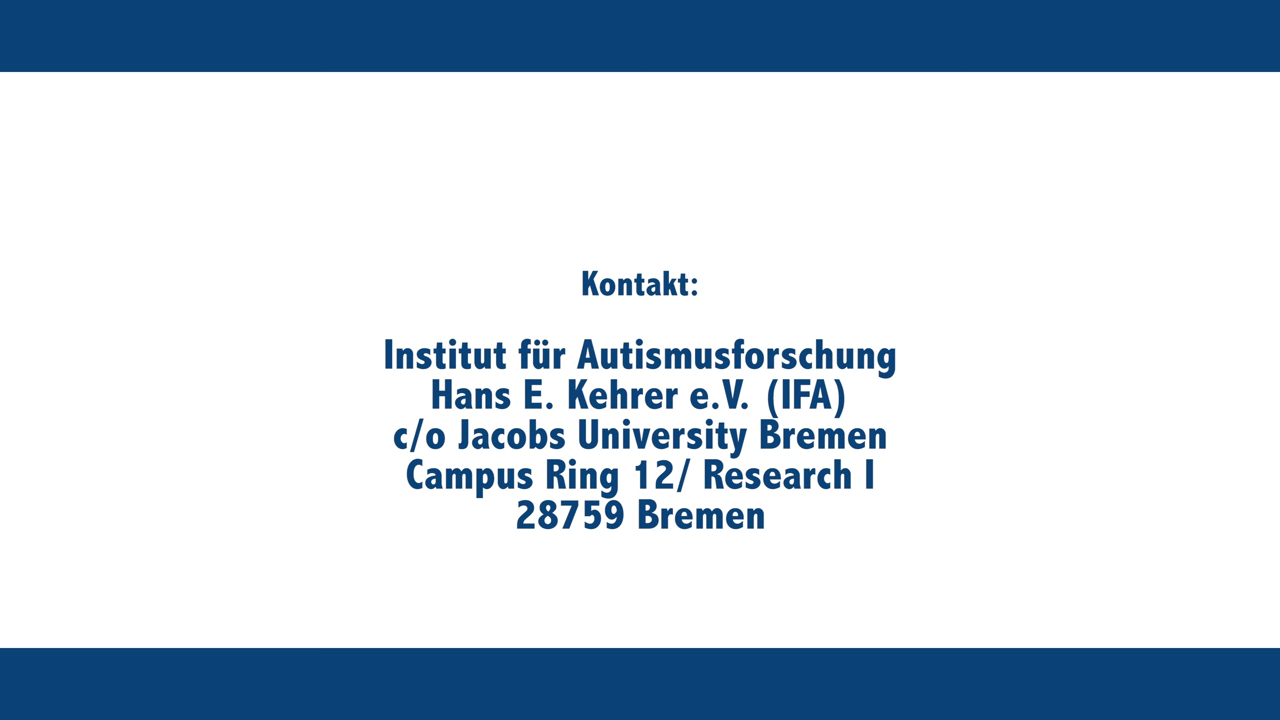 Kontakt:
Institut für Autismusforschung
Hans E. Kehrer e.V. (IFA)
c/o Jacobs University Bremen
Campus Ring 12/ Research I
28759 Bremen